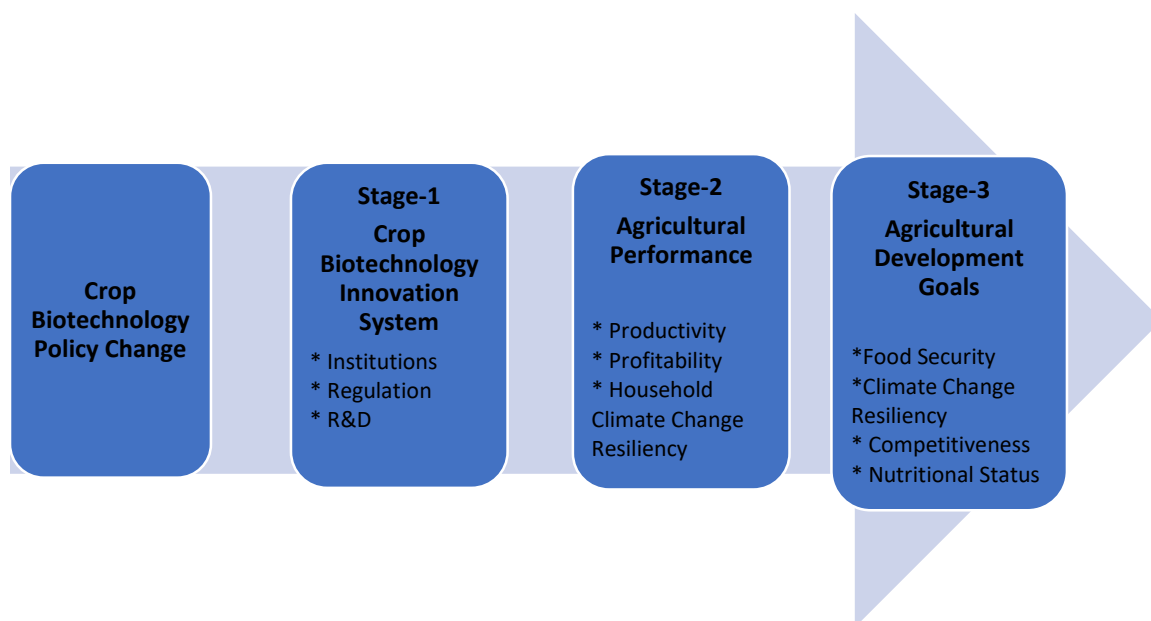 Crop
Biotechnology
Policy Change
Stage-1
Crop
Biotechnology
Innovation
System
* Institutions
* Regulation
* R&D
Stage-2
Agricultural
Performance
* Productivity
* Profitability
* Household
Climate Change
Resiliency
Stage-3
Agricultural
Development
Goals
*Food Security
*Climate Change
Resiliency
* Competitiveness
* Nutritional Status